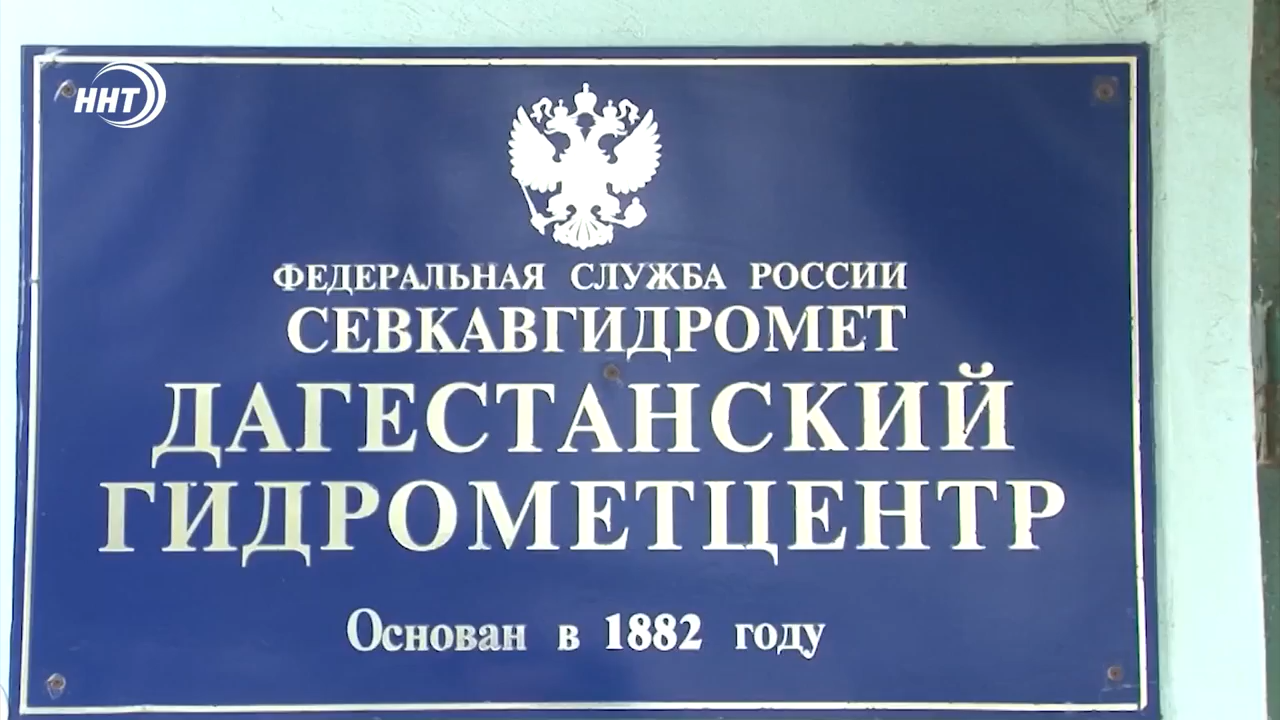 ННТ
ФЕДЕРАЛЬНАЯ СЛУЖБА РОССИИ
СЕВКАВГИДРОМЕТ
ДАГЕСТАНСКИЙ
ГИДРОМЕТЦЕНТР
Основан в 1882 году